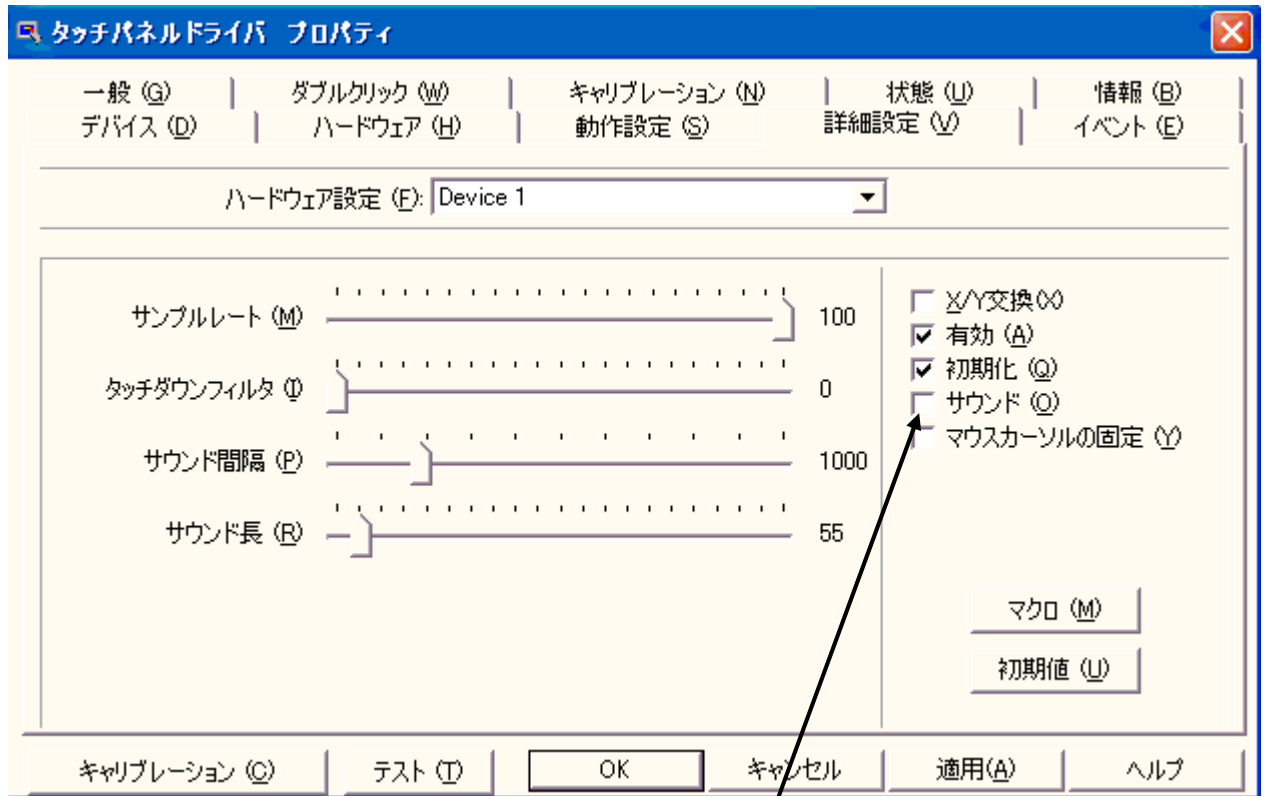 タッチパネルドライバ プロパティ
一般 (G) ダブルクリック (W) キャリブレーション (N) 状態 (U) 情報 (B)
デバイス (D) ハードウェア (H) 動作設定 (S) 詳細設定 (V) イベント (E)
ハードウェア設定 (F): Device 1
サンプルレート (M) 100
タッチダウンフィルタ (I) 0
サウンド間隔 (P) 1000
サウンド長 (R) 55
X/Y交換(X)
有効 (A)
初期化 (Q)
サウンド (O)
マウスカーソルの固定 (Y)
マクロ (M)
初期値 (U)
キャリブレーション (C) テスト (T) OK キャンセル 適用(A) ヘルプ